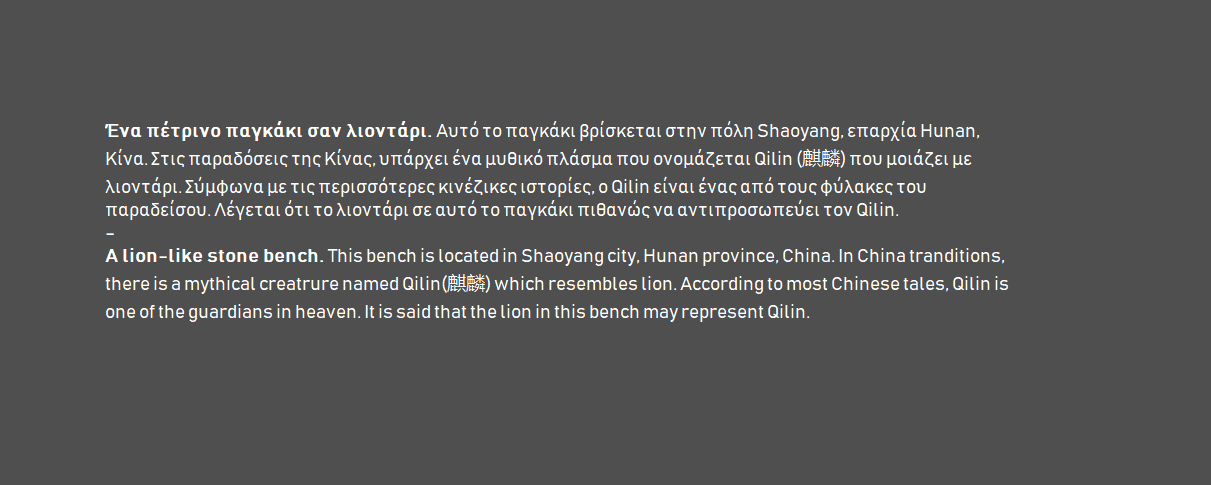 Ένα πέτρινο παγκάκι σαν λιοντάρι. Αυτό το παγκάκι βρίσκεται στην πόλη Shaoyang, επαρχία Hunan,
Κίνα. Στις παραδόσεις της Κίνας, υπάρχει ένα μυθικό πλάσμα που ονομάζεται Qilin (麒麟) που μοιάζει με
λιοντάρι. Σύμφωνα με τις περισσότερες κινέζικες ιστορίες, ο Qilin είναι ένας από τους φύλακες του
παραδείσου. Λέγεται ότι το λιοντάρι σε αυτό το παγκάκι πιθανώς να αντιπροσωπεύει τον Qilin.
–
A lion-like stone bench. This bench is located in Shaoyang city, Hunan province, China. In China tranditions,
there is a mythical creatrure named Qilin(麒麟) which resembles lion. According to most Chinese tales, Qilin is
one of the guardians in heaven. It is said that the lion in this bench may represent Qilin.